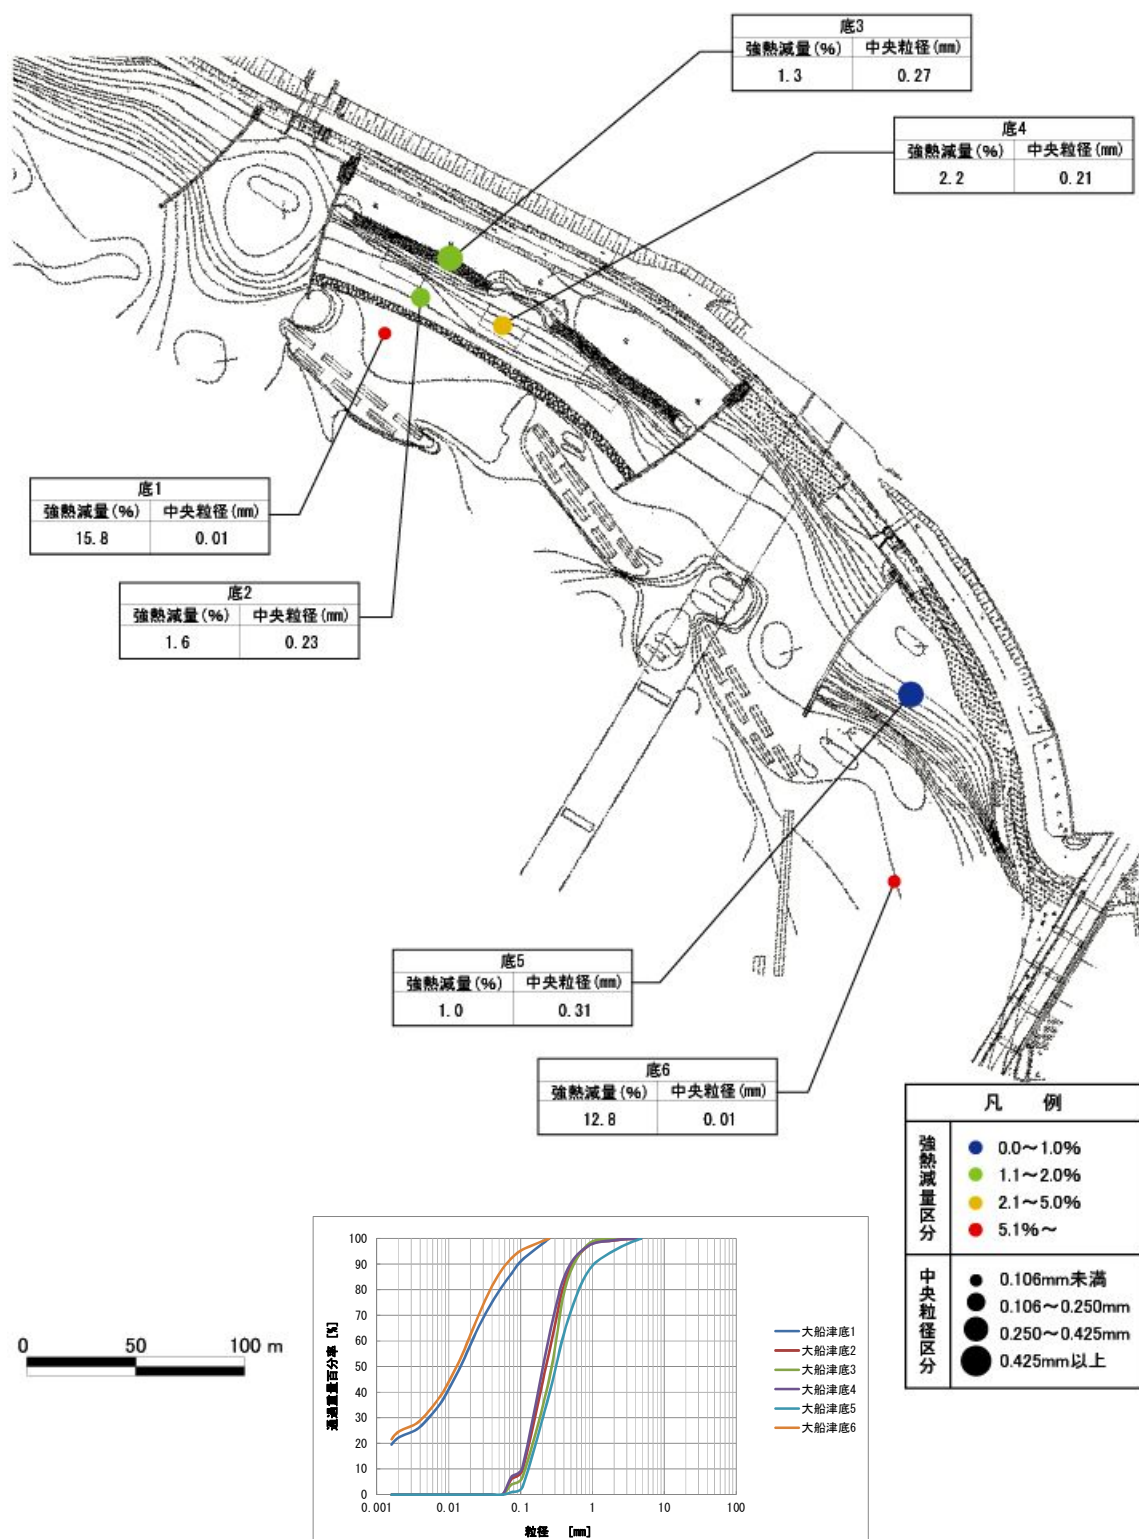 底3
強熱減量(%) 中央粒径(㎜)
1.3 0.27
底4
強熱減量(%) 中央粒径(㎜)
2.2 0.21
底1
強熱減量(%) 中央粒径(㎜)
15.8 0.01
底2
強熱減量(%) 中央粒径(㎜)
1.6 0.23
底5
強熱減量(%) 中央粒径(㎜)
1.0 0.31
底6
強熱減量(%) 中央粒径(㎜)
12.8 0.01
凡 例
強熱減量区分
0.0～1.0%
1.1～2.0%
2.1～5.0%
5.1%～
中央粒径区分
0.106mm未満
0.106～0.250mm
0.250～0.425mm
0.425mm以上
0 50 100 m
通過重量百分率 [%]
100
90
80
70
60
50
40
30
20
10
0
0.001 0.01 0.1 1 10 100
粒径 [㎜]
大船津底1
大船津底2
大船津底3
大船津底4
大船津底5
大船津底6